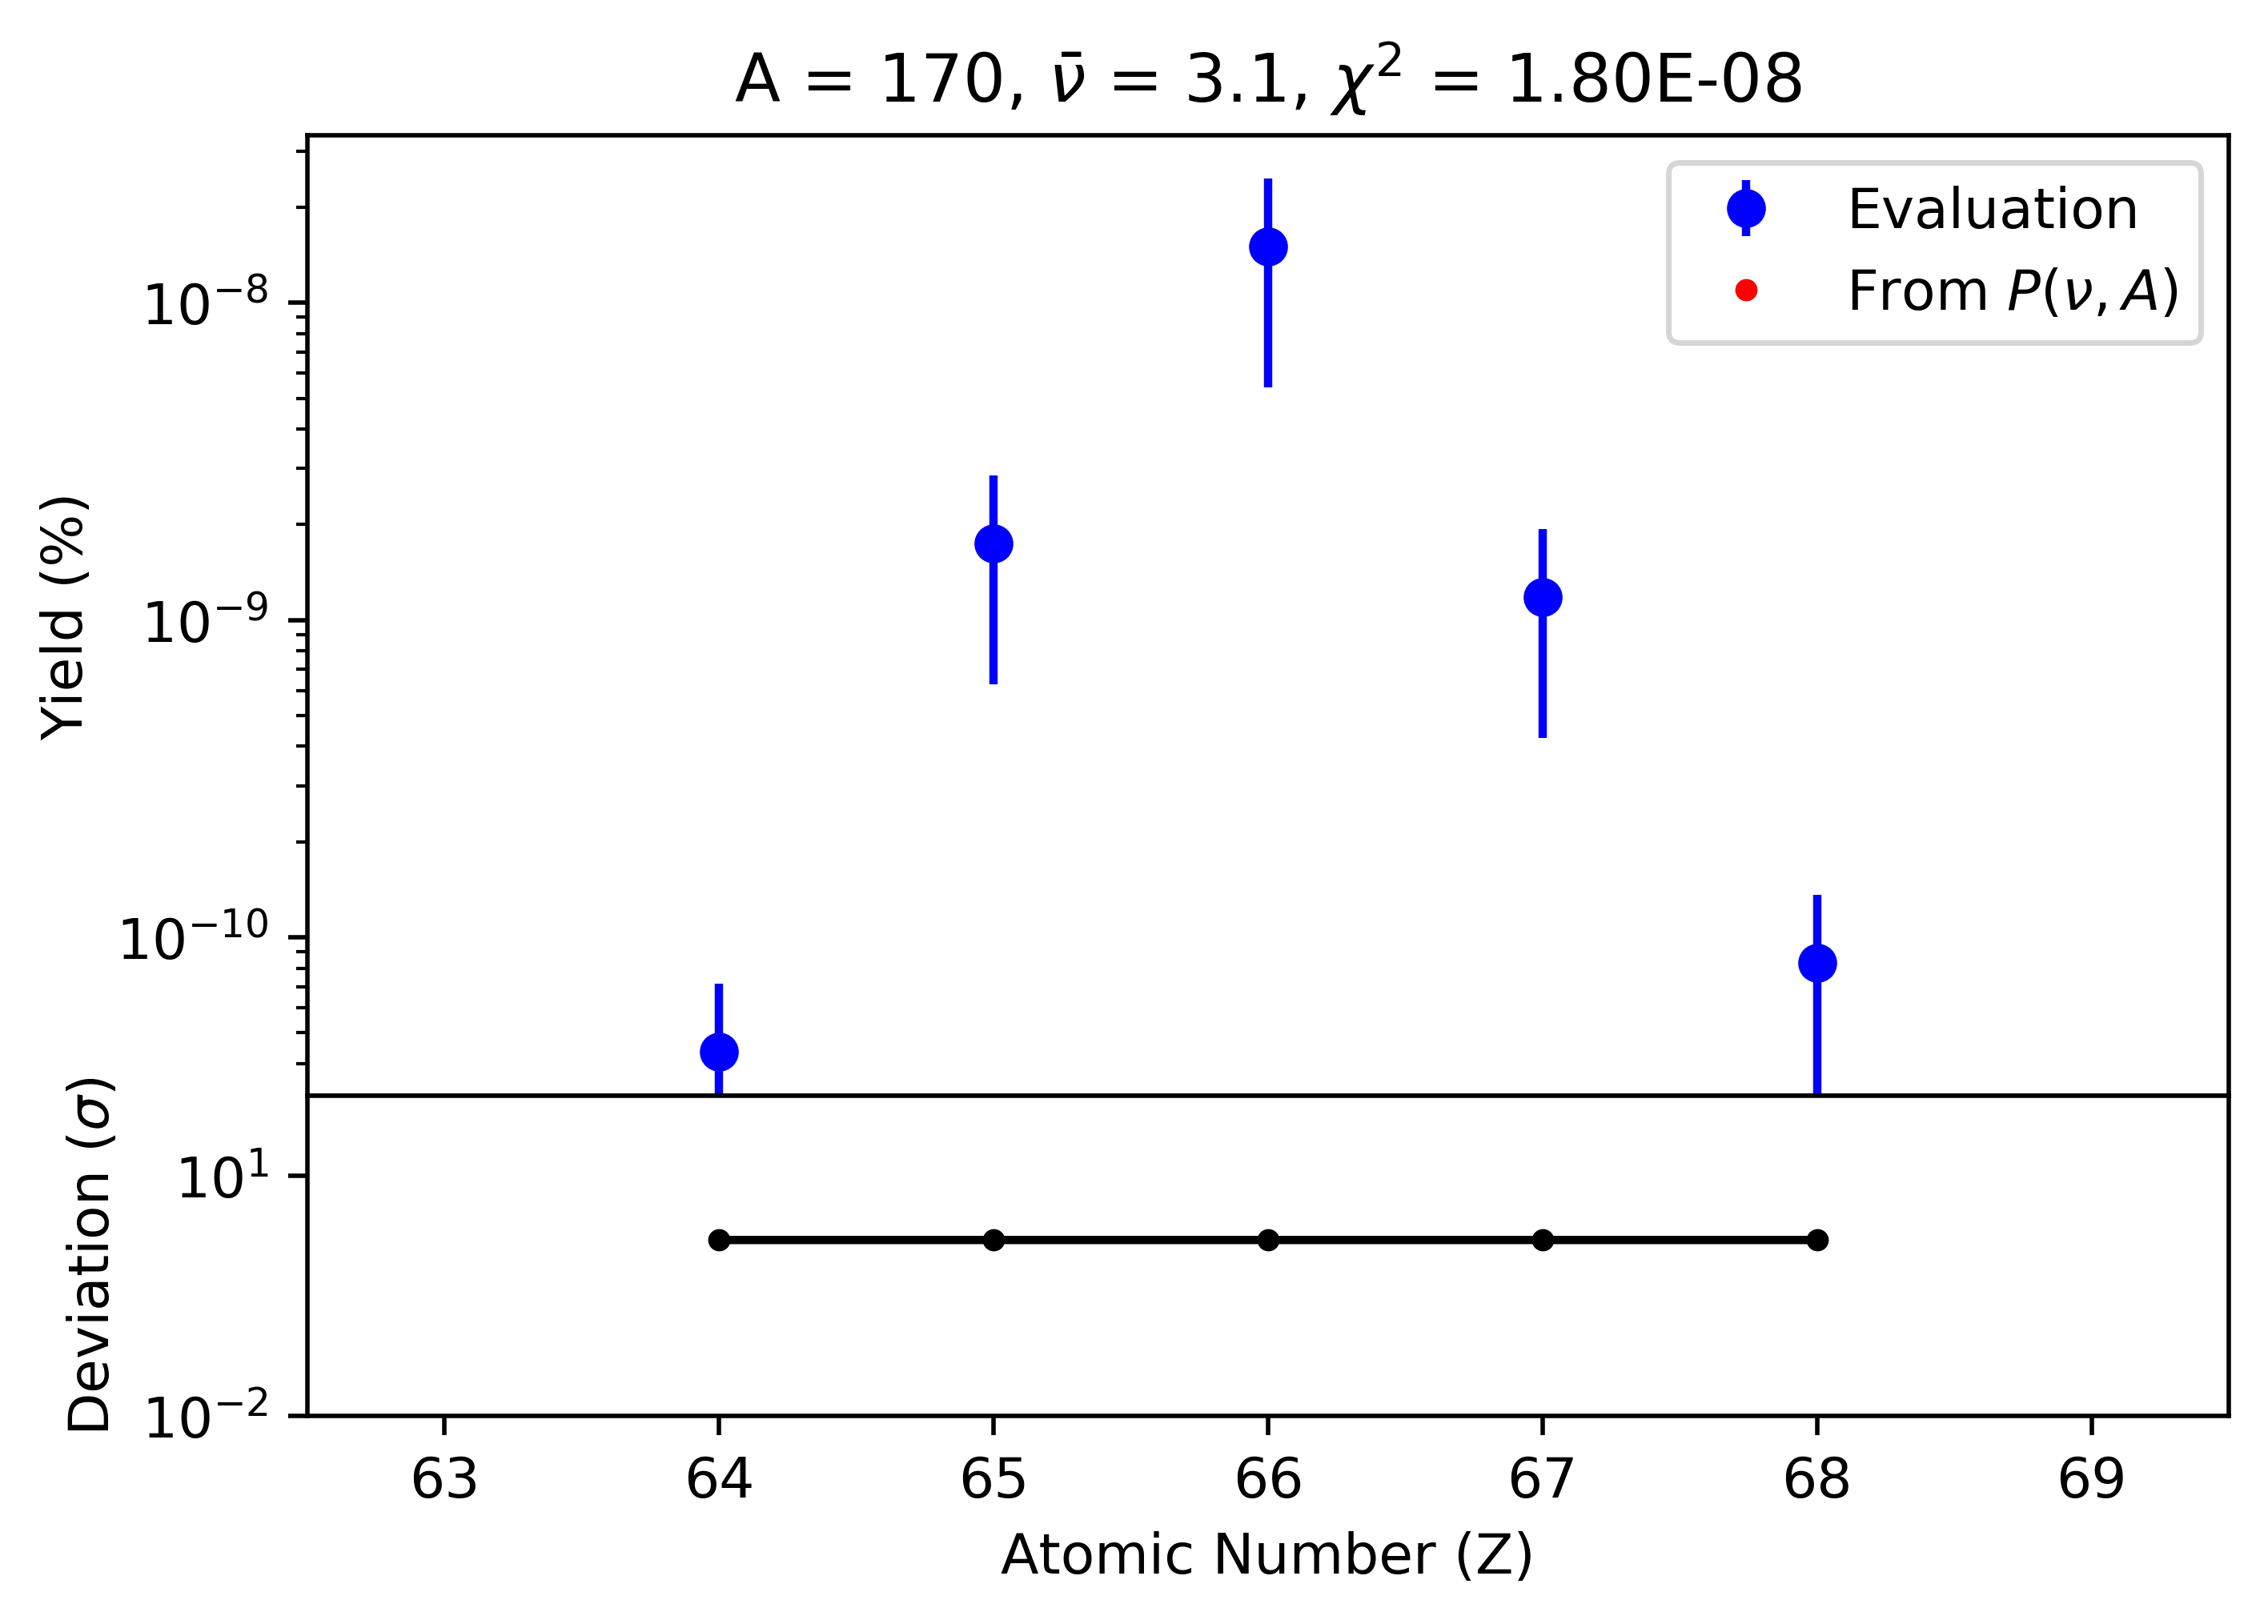 A = 170, ν̄ = 3.1, χ² = 1.80E-08
Evaluation
From P(ν, A)
Yield (%)
10⁻⁸
10⁻⁹
10⁻¹⁰
Deviation (σ)
10¹
10⁻²
63 64 65 66 67 68 69
Atomic Number (Z)